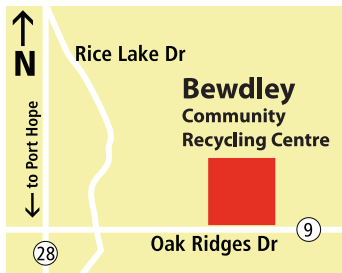 N
Rice Lake Dr
Bewdley
Community
Recycling Centre
to Port Hope
9
Oak Ridges Dr
28